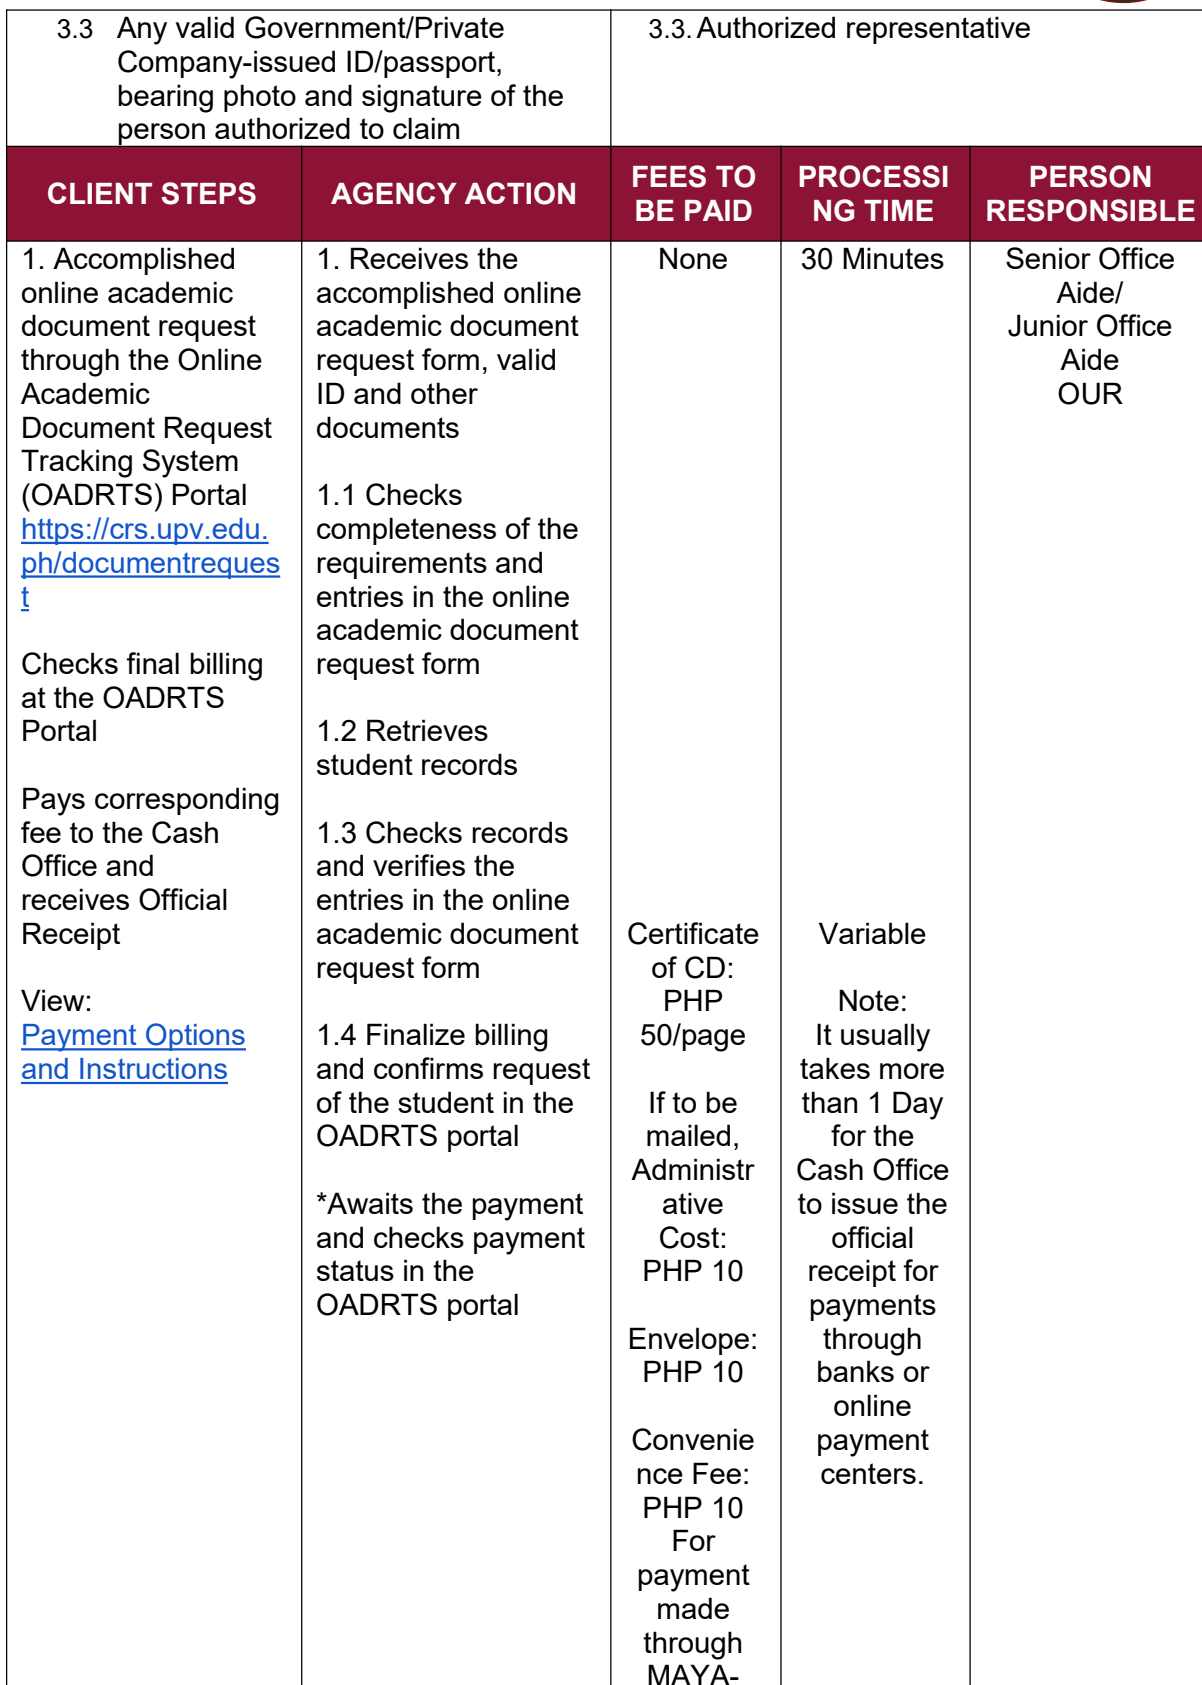 3.3 Any valid Government/Private
Company-issued ID/passport,
bearing photo and signature of the
person authorized to claim
3.3. Authorized representative
CLIENT STEPS
AGENCY ACTION
FEES TO
BE PAID
PROCESSI
NG TIME
PERSON
RESPONSIBLE
1. Accomplished
online academic
document request
through the Online
Academic
Document Request
Tracking System
(OADRTS) Portal
https://crs.upv.edu.
ph/documentreques
t
Checks final billing
at the OADRTS
Portal
Pays corresponding
fee to the Cash
Office and
receives Official
Receipt
View:
Payment Options
and Instructions
1. Receives the
accomplished online
academic document
request form, valid
ID and other
documents
1.1 Checks
completeness of the
requirements and
entries in the online
academic document
request form
1.2 Retrieves
student records
1.3 Checks records
and verifies the
entries in the online
academic document
request form
1.4 Finalize billing
and confirms request
of the student in the
OADRTS portal
*Awaits the payment
and checks payment
status in the
OADRTS portal
None
Certificate
of CD:
PHP
50/page
If to be
mailed,
Administr
ative
Cost:
PHP 10
Envelope:
PHP 10
Convenie
nce Fee:
PHP 10
For
payment
made
through
MAYA-
30 Minutes
Variable
Note:
It usually
takes more
than 1 Day
for the
Cash Office
to issue the
official
receipt for
payments
through
banks or
online
payment
centers.
Senior Office
Aide/
Junior Office
Aide
OUR